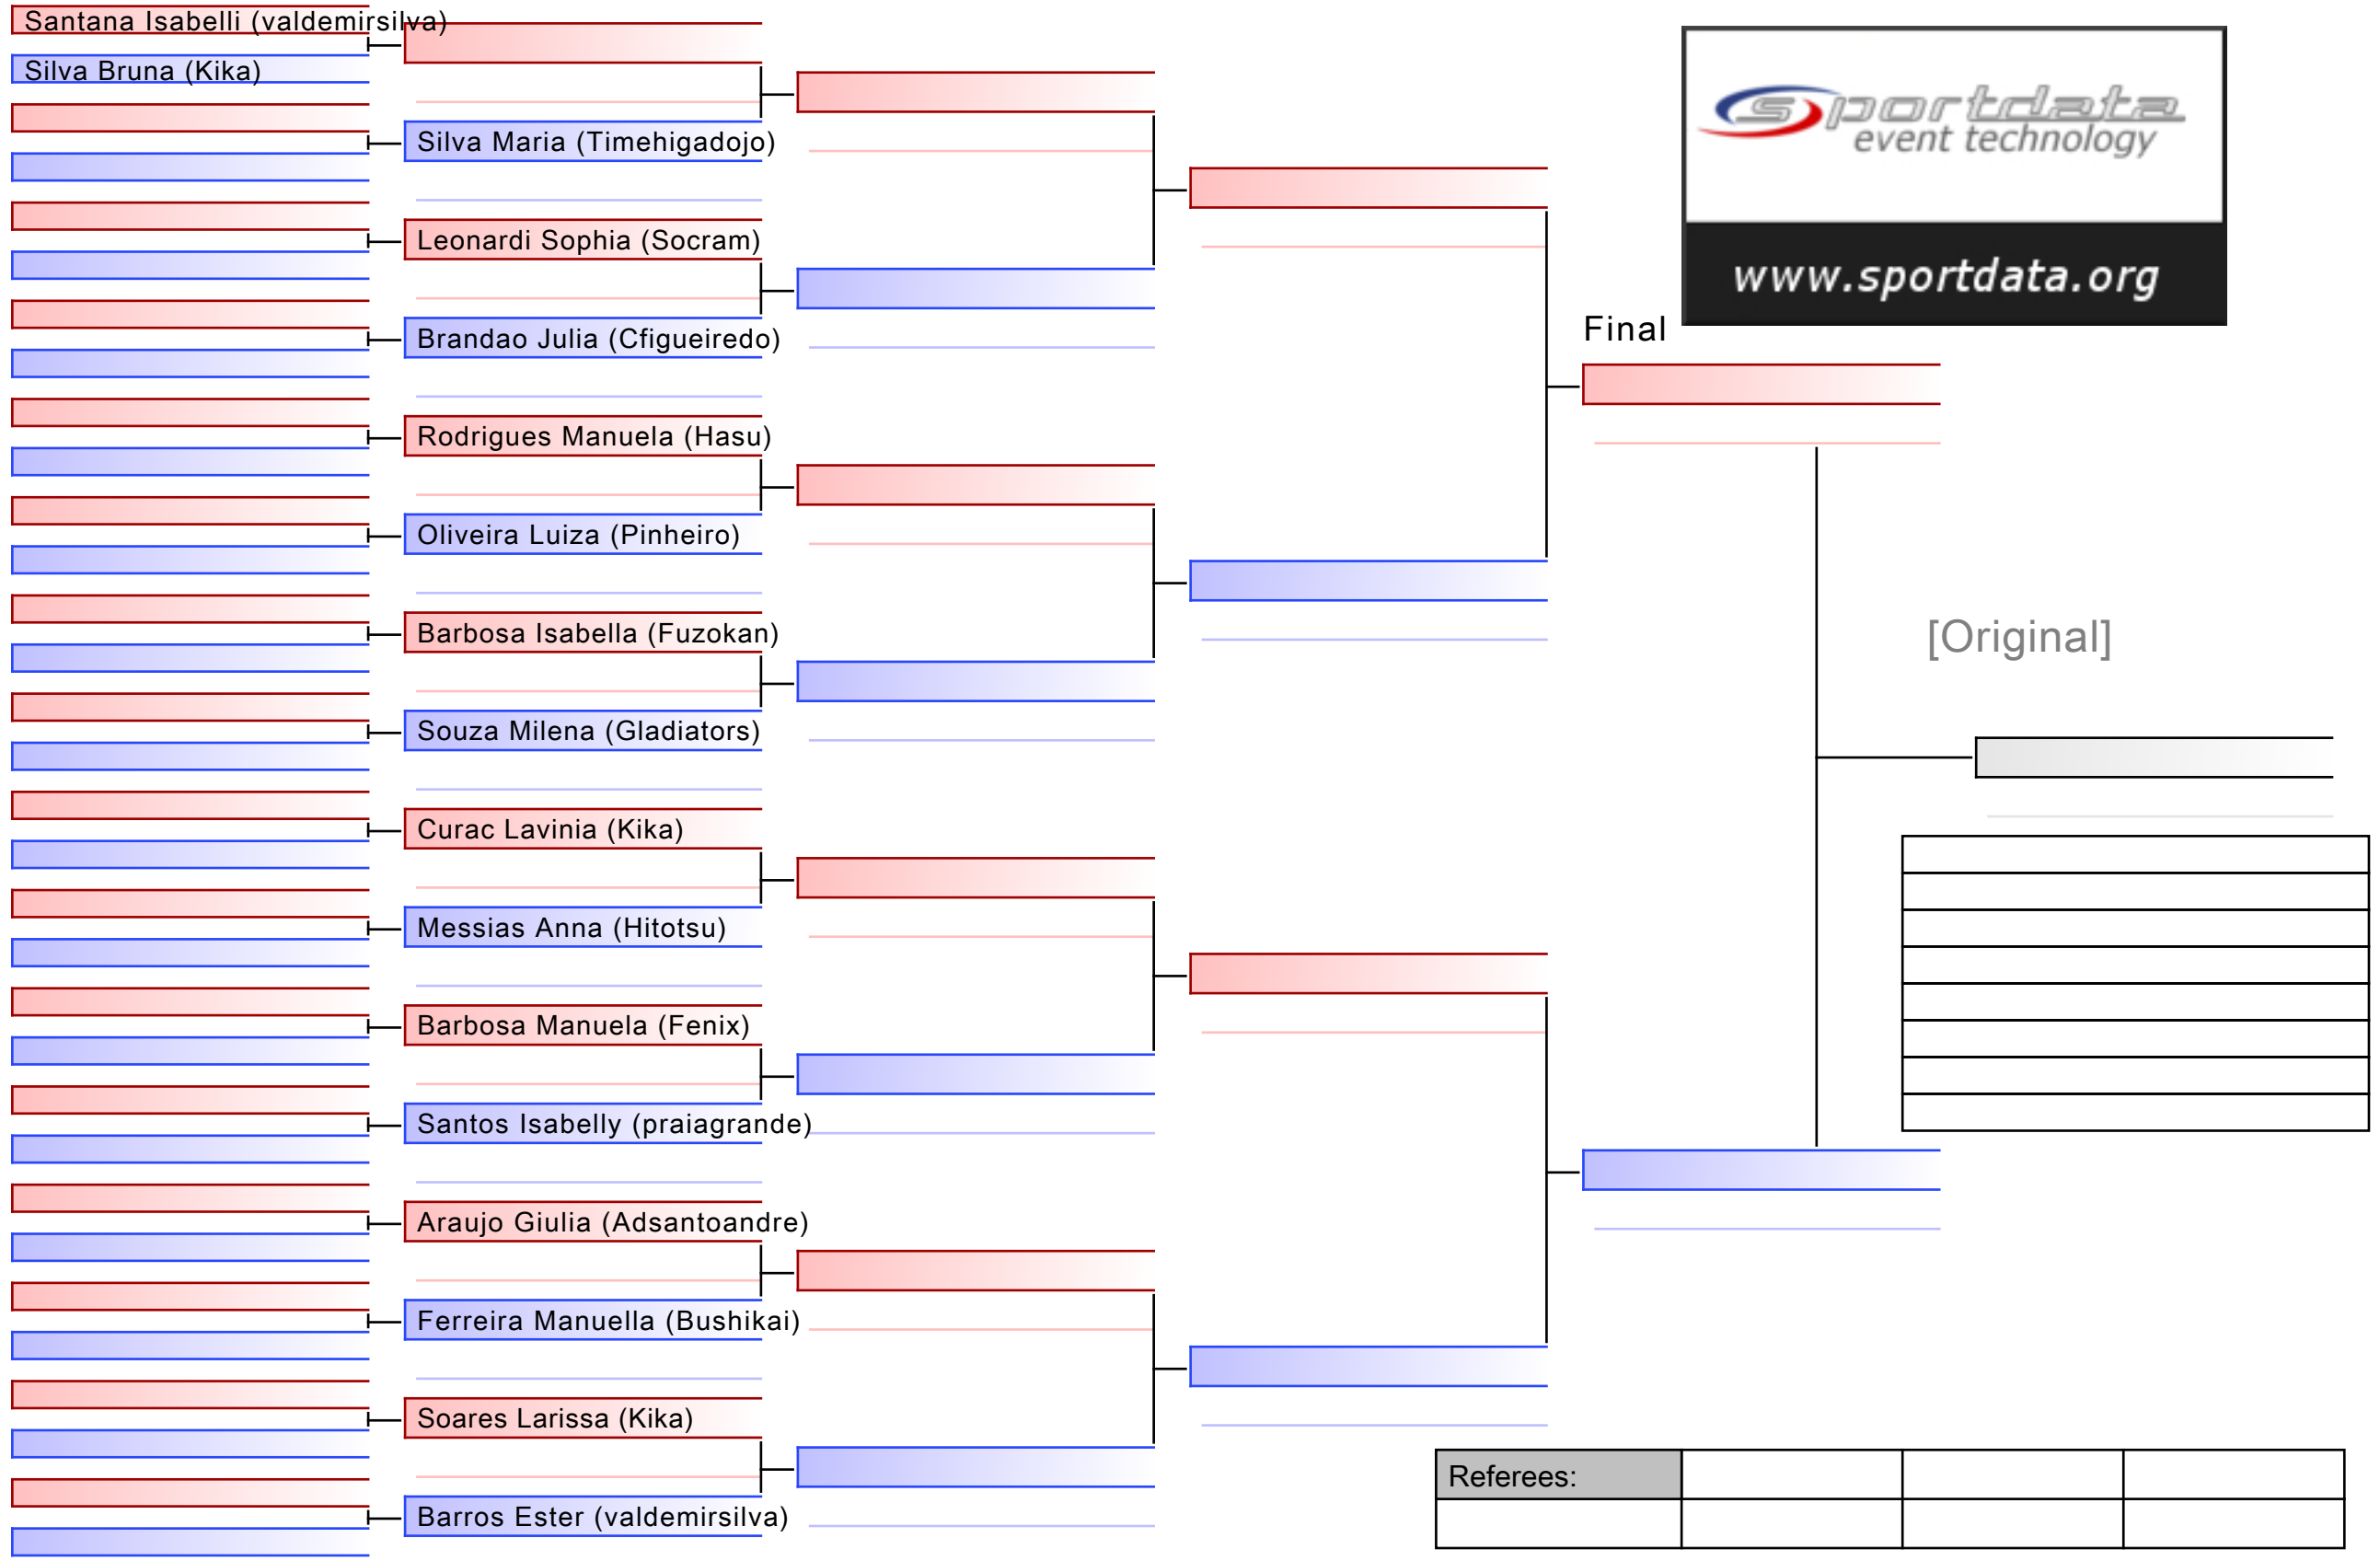 Santana Isabelli (valdemirsilva)
Silva Bruna (Kika)
Silva Maria (Timehigadojo)
Leonardi Sophia (Socram)
Brandao Julia (Cfigueiredo)
Rodrigues Manuela (Hasu)
Oliveira Luiza (Pinheiro)
Barbosa Isabella (Fuzokan)
Souza Milena (Gladiators)
Curac Lavinia (Kika)
Messias Anna (Hitotsu)
Barbosa Manuela (Fenix)
Santos Isabelly (praiagrande)
Araujo Giulia (Adsantoandre)
Ferreira Manuella (Bushikai)
Soares Larissa (Kika)
Barros Ester (valdemirsilva)
sportdata
event technology
www.sportdata.org
Final
[Original]
Referees: